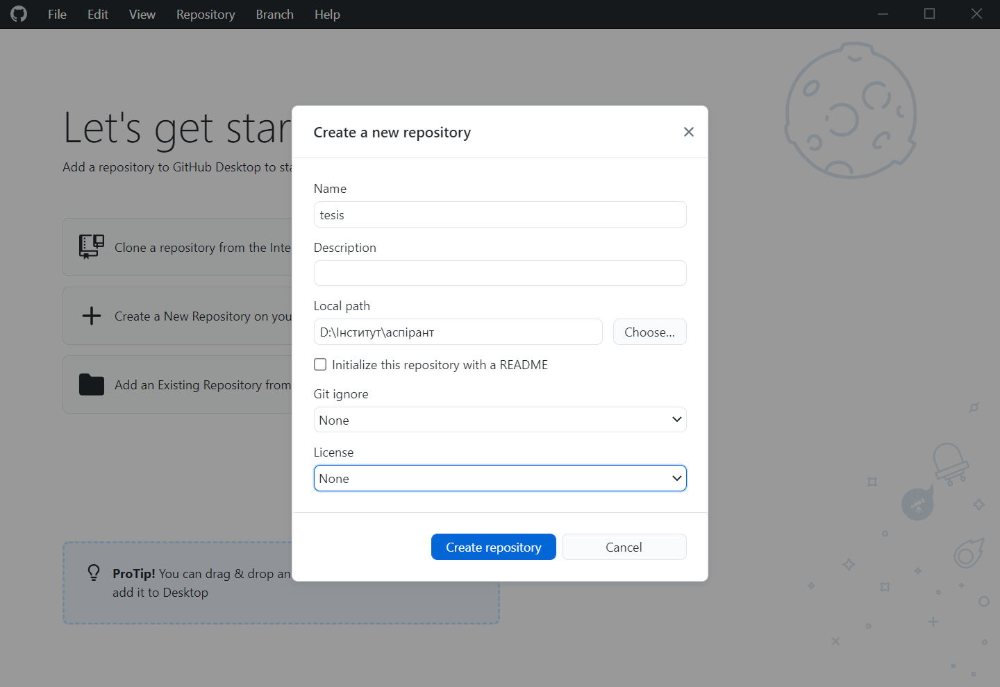 File Edit View Repository Branch Help
Let's get star
Add a repository to GitHub Desktop to sta
Clone a repository from the Inte
Create a New Repository on you
Add an Existing Repository from
ProTip! You can drag & drop an
add it to Desktop
Create a new repository
Name
tesis
Description
Local path
D:\Інститут\аспірант
Choose...
Initialize this repository with a README
Git ignore
None
License
None
Create repository
Cancel